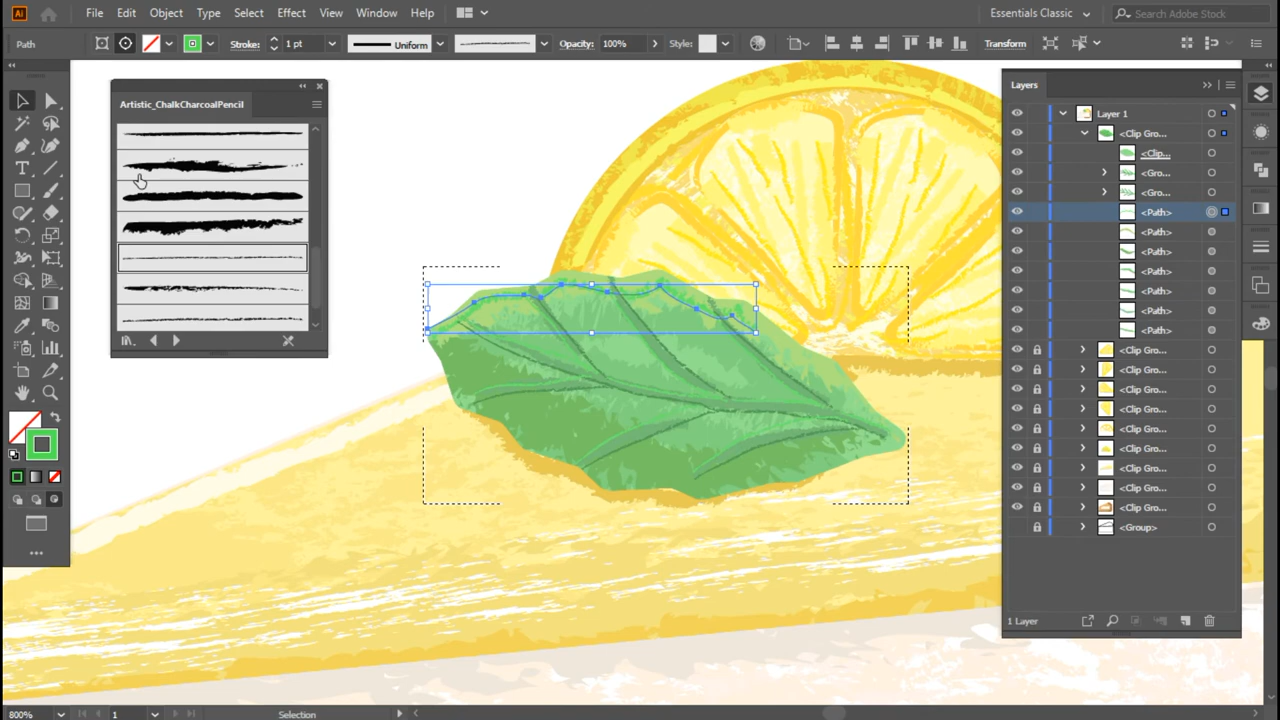 Ai File Edit Object Type Select Effect View Window Help Essentials Classic Search Adobe Stock
Path Stroke: 1 pt Uniform Opacity: 100% Style: Transform
Artistic_ChalkCharcoalPencil
Layers
Layer 1
<Clip Gro...
<Clip...
<Gro...
<Gro...
<Path>
<Path>
<Path>
<Path>
<Path>
<Path>
<Path>
<Clip Gro...
<Clip Gro...
<Clip Gro...
<Clip Gro...
<Clip Gro...
<Clip Gro...
<Clip Gro...
<Clip Gro...
<Clip Gro...
<Group>
1 Layer
800% 1 Selection